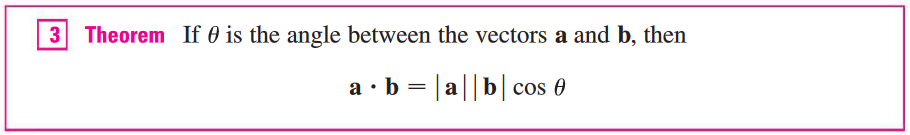 3 Theorem If θ is the angle between the vectors a and b, then
a · b = |a||b| cos θ